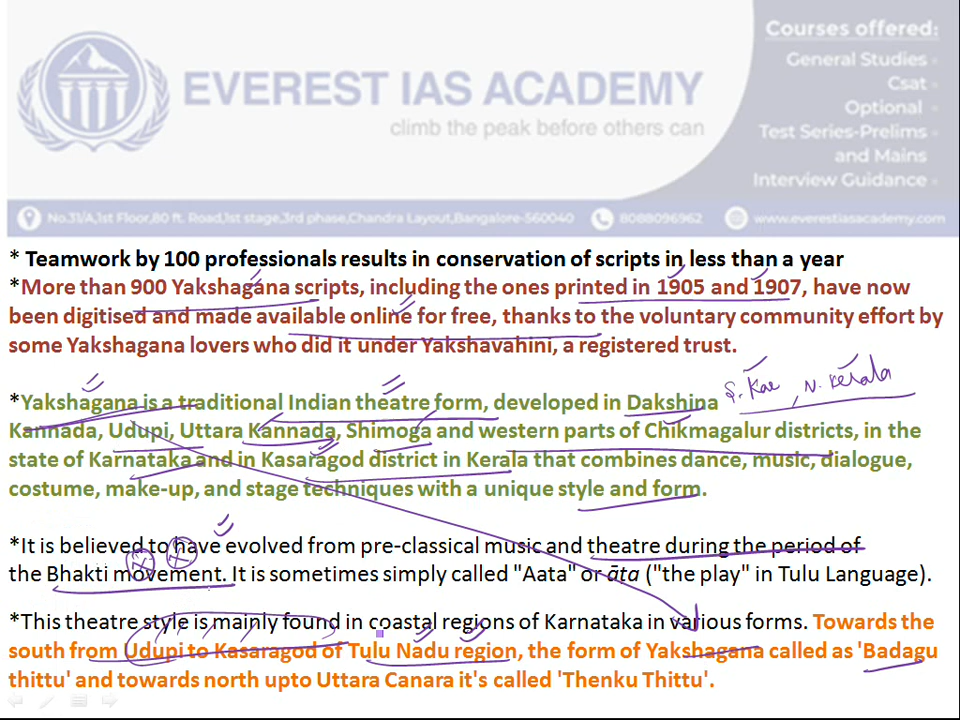 Courses offered:
General Studies
Csat
Optional
Test Series-Prelims
and Mains
Interview Guidance
EVEREST IAS ACADEMY
climb the peak before others can
No.31/A,1st Floor,80 ft. Road,1st stage,3rd phase,Chandra Layout,Bangalore-560040 8088096962 www.everestiasacademy.com
* Teamwork by 100 professionals results in conservation of scripts in less than a year
*More than 900 Yakshagana scripts, including the ones printed in 1905 and 1907, have now
been digitised and made available online for free, thanks to the voluntary community effort by
some Yakshagana lovers who did it under Yakshavahini, a registered trust.
S. Kar, N. Kerala
*Yakshagana is a traditional Indian theatre form, developed in Dakshina
Kannada, Udupi, Uttara Kannada, Shimoga and western parts of Chikmagalur districts, in the
state of Karnataka and in Kasaragod district in Kerala that combines dance, music, dialogue,
costume, make-up, and stage techniques with a unique style and form.
*It is believed to have evolved from pre-classical music and theatre during the period of
the Bhakti movement. It is sometimes simply called "Aata" or āṭa ("the play" in Tulu Language).
*This theatre style is mainly found in coastal regions of Karnataka in various forms. Towards the
south from Udupi to Kasaragod of Tulu Nadu region, the form of Yakshagana called as 'Badagu
thittu' and towards north upto Uttara Canara it's called 'Thenku Thittu'.